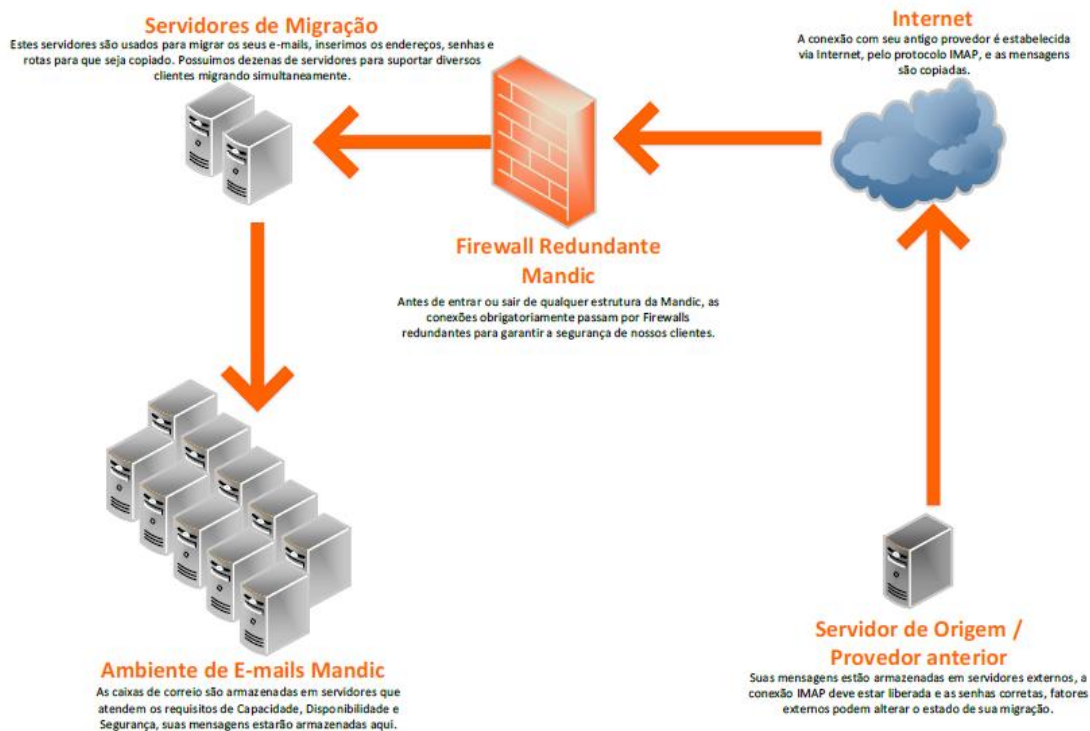 Servidores de Migração
Estes servidores são usados para migrar os seus e-mails, inserimos os endereços, senhas e
rotas para que seja copiado. Possuimos dezenas de servidores para suportar diversos
clientes migrando simultaneamente.
Internet
A conexão com seu antigo provedor é estabelecida
via Internet, pelo protocolo IMAP, e as mensagens
são copiadas.
Firewall Redundante
Mandic
Antes de entrar ou sair de qualquer estrutura da Mandic, as
conexões obrigatoriamente passam por Firewalls
redundantes para garantir a segurança de nossos clientes.
Ambiente de E-mails Mandic
As caixas de correio são armazenadas em servidores que
atendem os requisitos de Capacidade, Disponibilidade e
Segurança, suas mensagens estarão armazenadas aqui.
Servidor de Origem /
Provedor anterior
Suas mensagens estão armazenadas em servidores externos, a
conexão IMAP deve estar liberada e as senhas corretas, fatores
externos podem alterar o estado de sua migração.